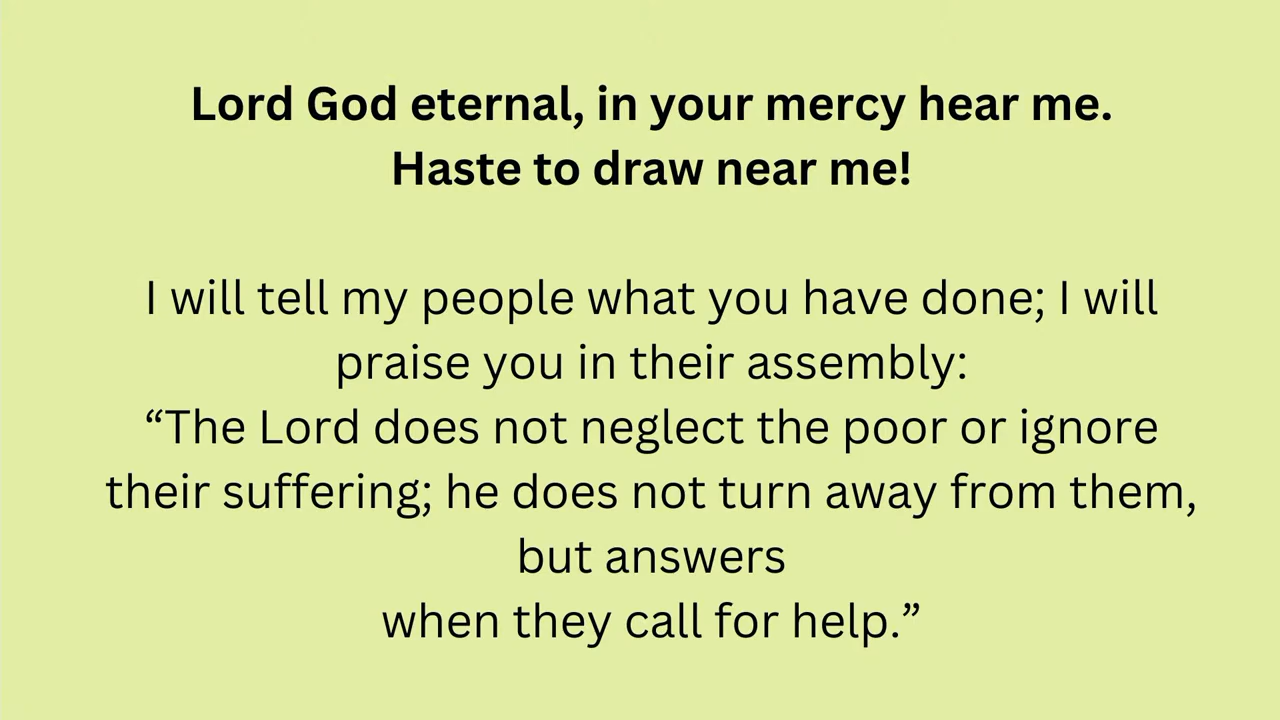 Lord God eternal, in your mercy hear me.
Haste to draw near me!
I will tell my people what you have done; I will
praise you in their assembly:
“The Lord does not neglect the poor or ignore
their suffering; he does not turn away from them,
but answers
when they call for help.”